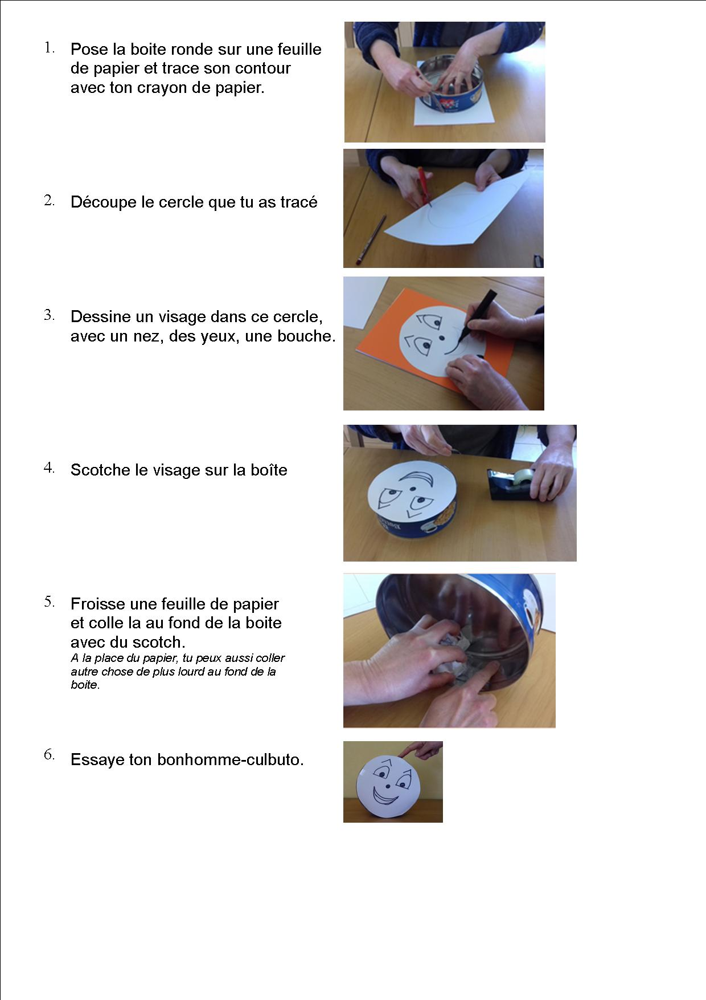 1. Pose la boite ronde sur une feuille
de papier et trace son contour
avec ton crayon de papier.
2. Découpe le cercle que tu as tracé
3. Dessine un visage dans ce cercle,
avec un nez, des yeux, une bouche.
4. Scotche le visage sur la boîte
5. Froisse une feuille de papier
et colle la au fond de la boite
avec du scotch.
A la place du papier, tu peux aussi coller
autre chose de plus lourd au fond de la
boite.
6. Essaye ton bonhomme-culbuto.